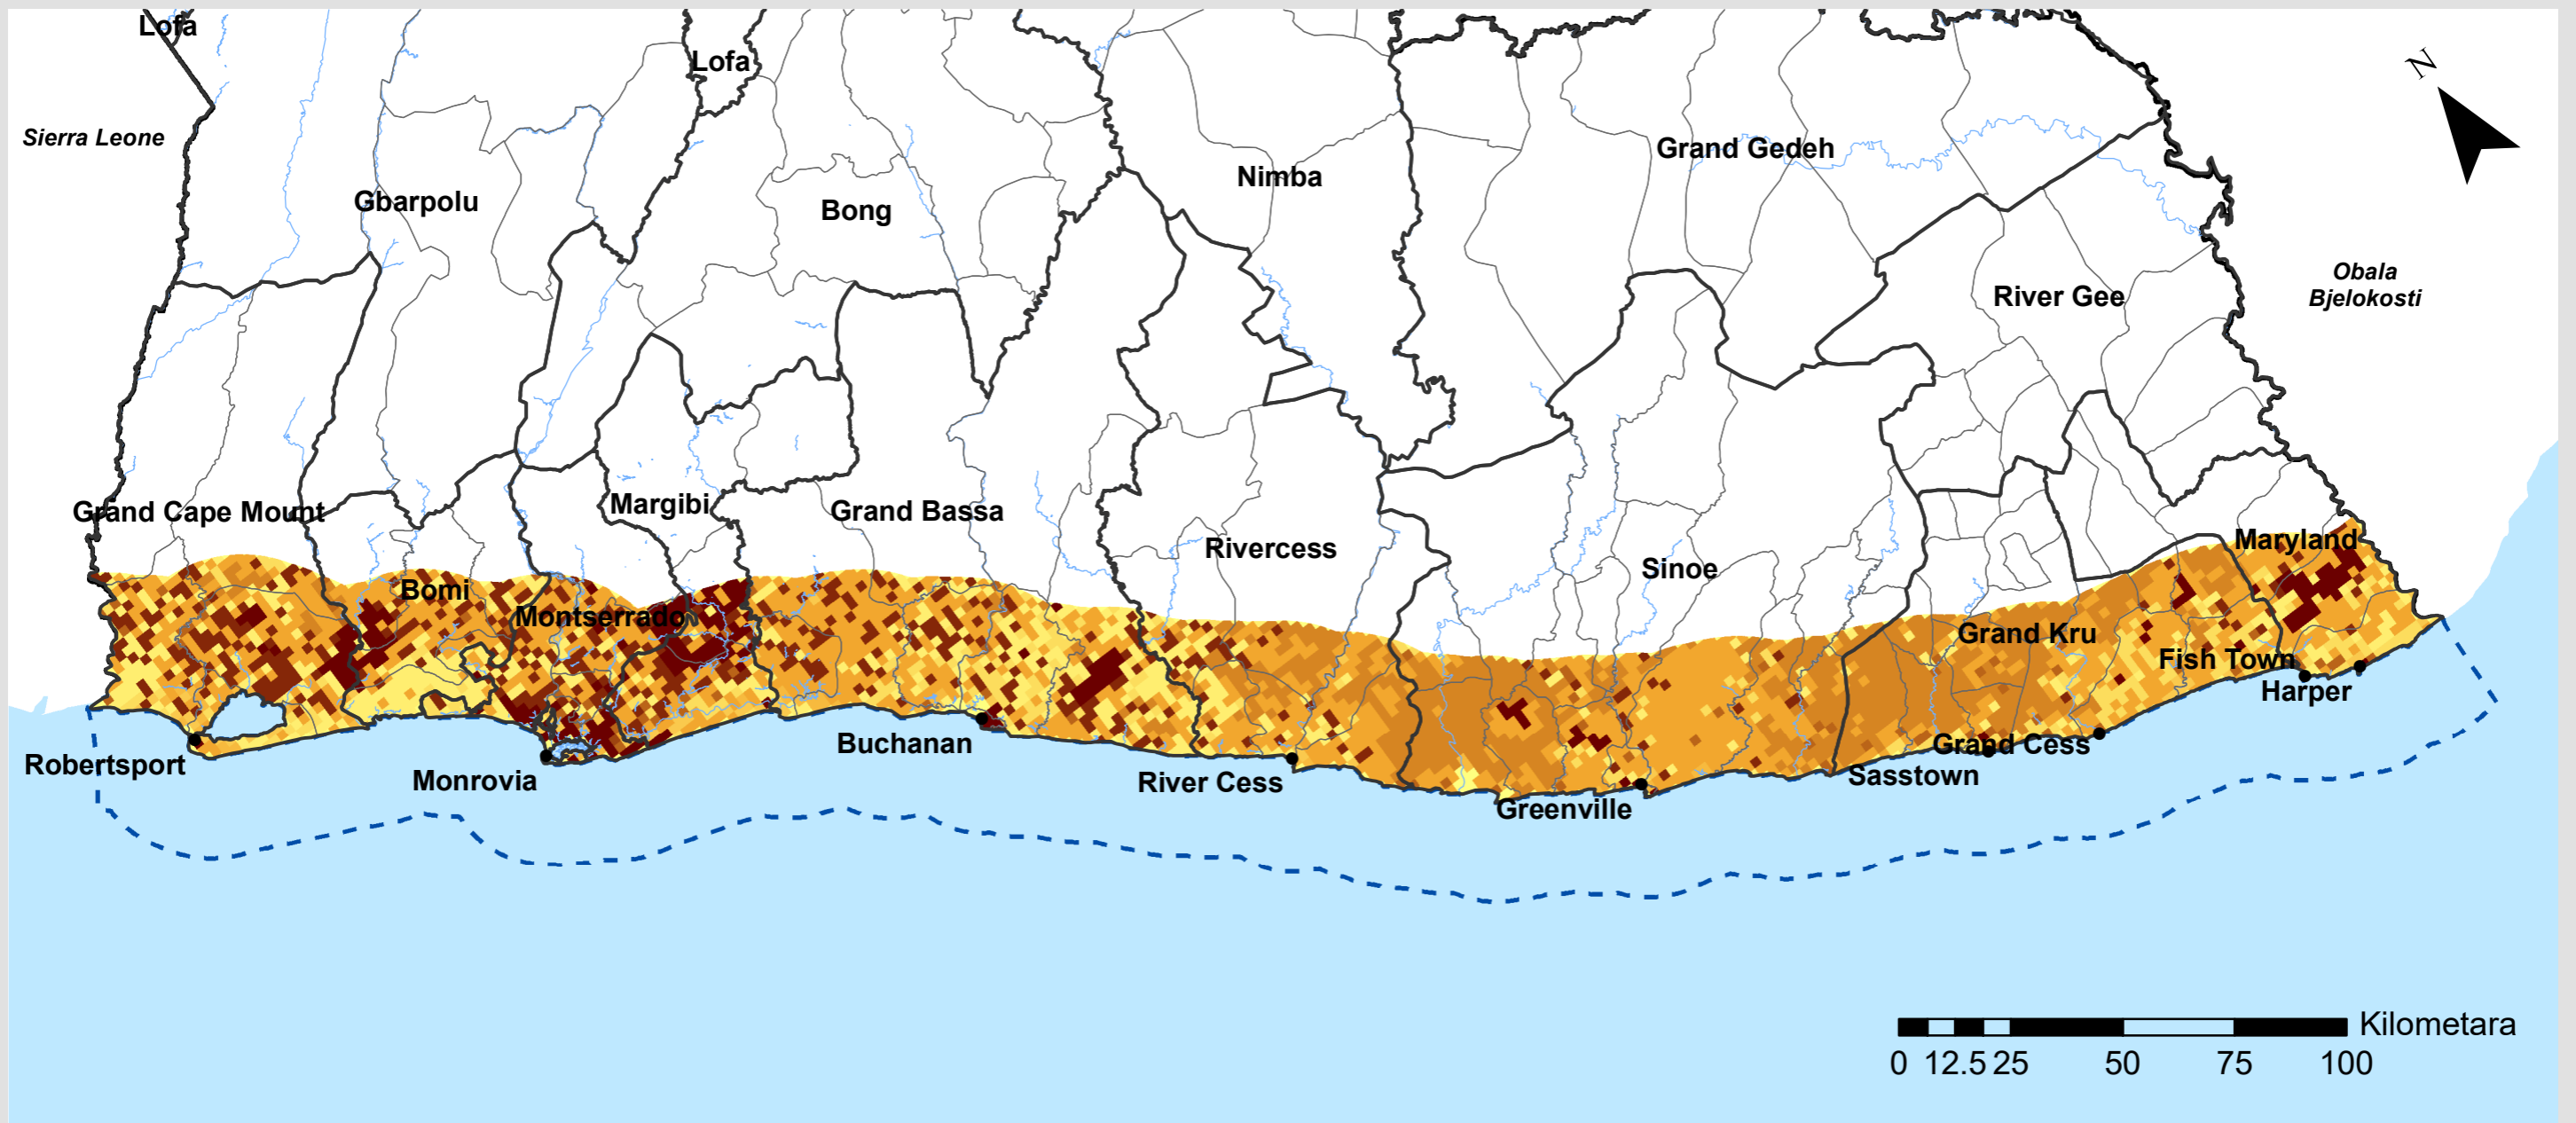 Lofa
Lofa
N
Sierra Leone
Grand Gedeh
Nimba
Gbarpolu
Bong
Obala
Bjelokosti
River Gee
Margibi
Grand Cape Mount
Grand Bassa
Rivercess
Maryland
Sinoe
Bomi
Montserrado
Grand Kru
Fish Town
Harper
Buchanan
Grand Cess
Robertsport
Monrovia
River Cess
Sasstown
Greenville
Kilometara
0 12.5 25 50 75 100